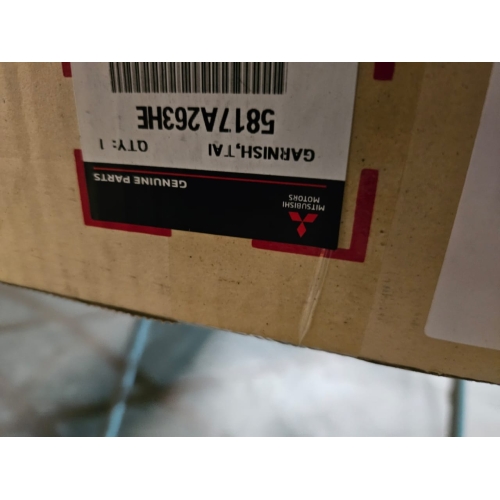 MITSUBISHI
MOTORS
GENUINE PARTS
GARNISH,TAI
QTY: 1
5817A263HE